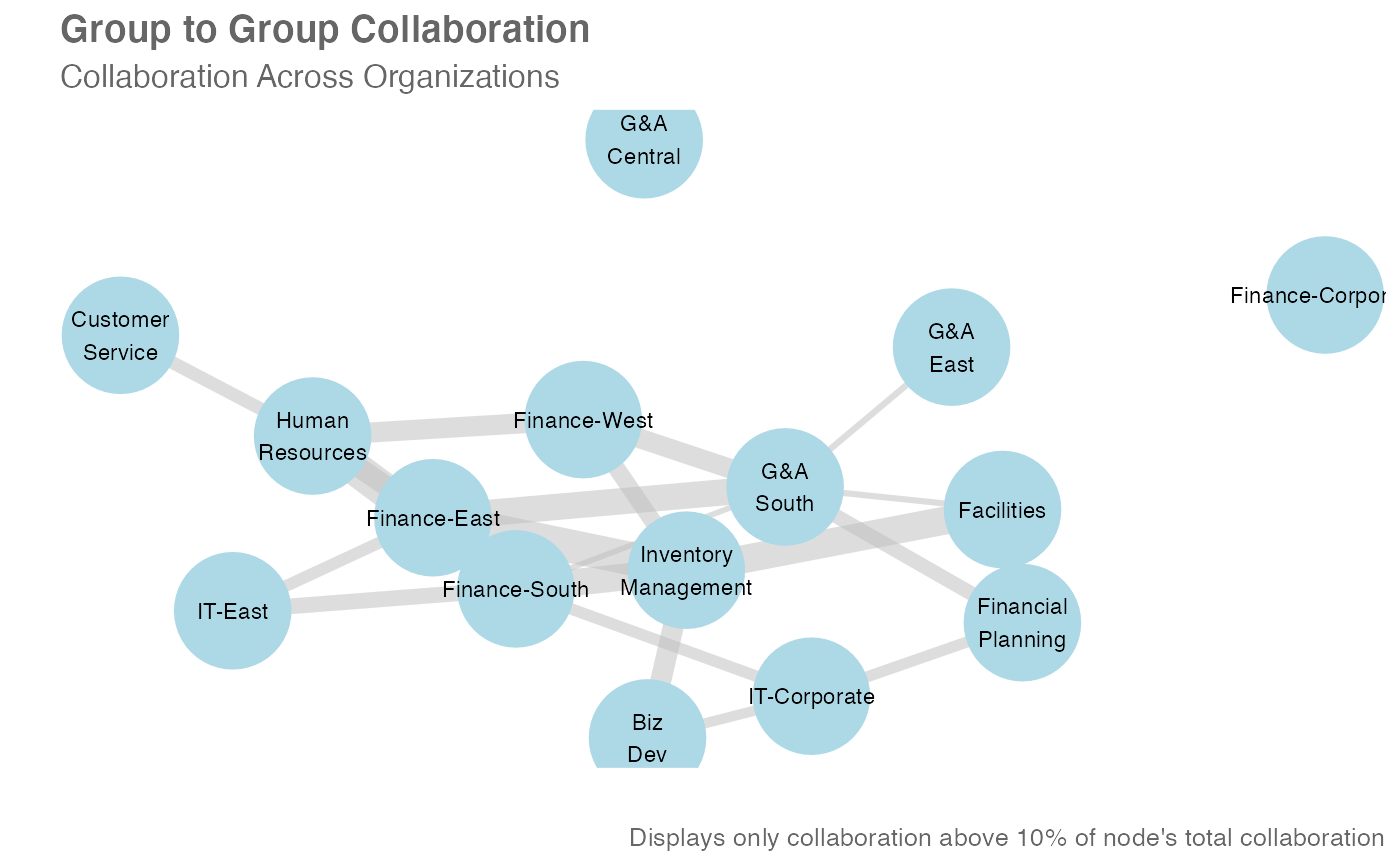 Group to Group Collaboration
Collaboration Across Organizations
G&A
Central
Finance-Corpor
Customer
Service
G&A
East
Human
Resources
Finance-West
G&A
South
Finance-East
Facilities
Inventory
Management
Finance-South
IT-East
Financial
Planning
IT-Corporate
Biz
Dev
Displays only collaboration above 10% of node's total collaboration